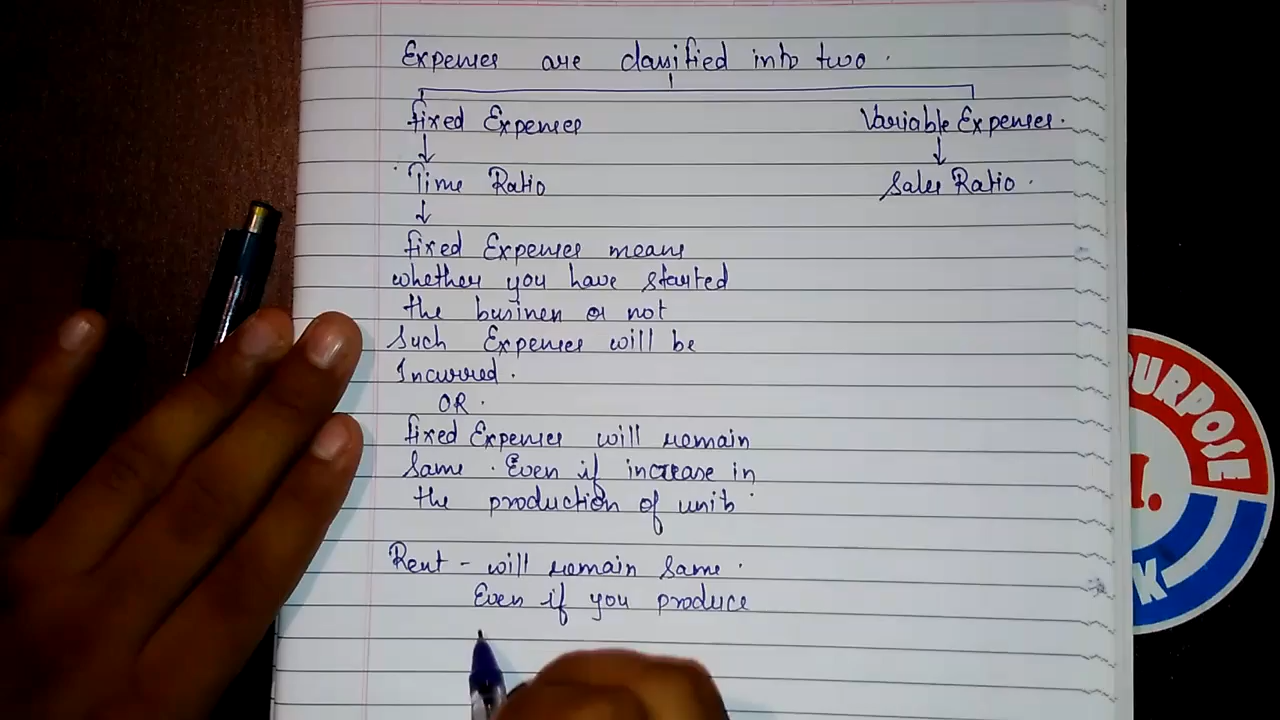 Expenses are classified into two.
fixed Expenses
Variable Expenses.
Time Ratio
Sales Ratio.
fixed Expenses means
whether you have started
the business or not
Such Expenses will be
Incurred.
OR.
fixed Expenses will remain
Same. Even if increase in
the production of units
Rent - will remain same.
Even if you produce
PURPOSE